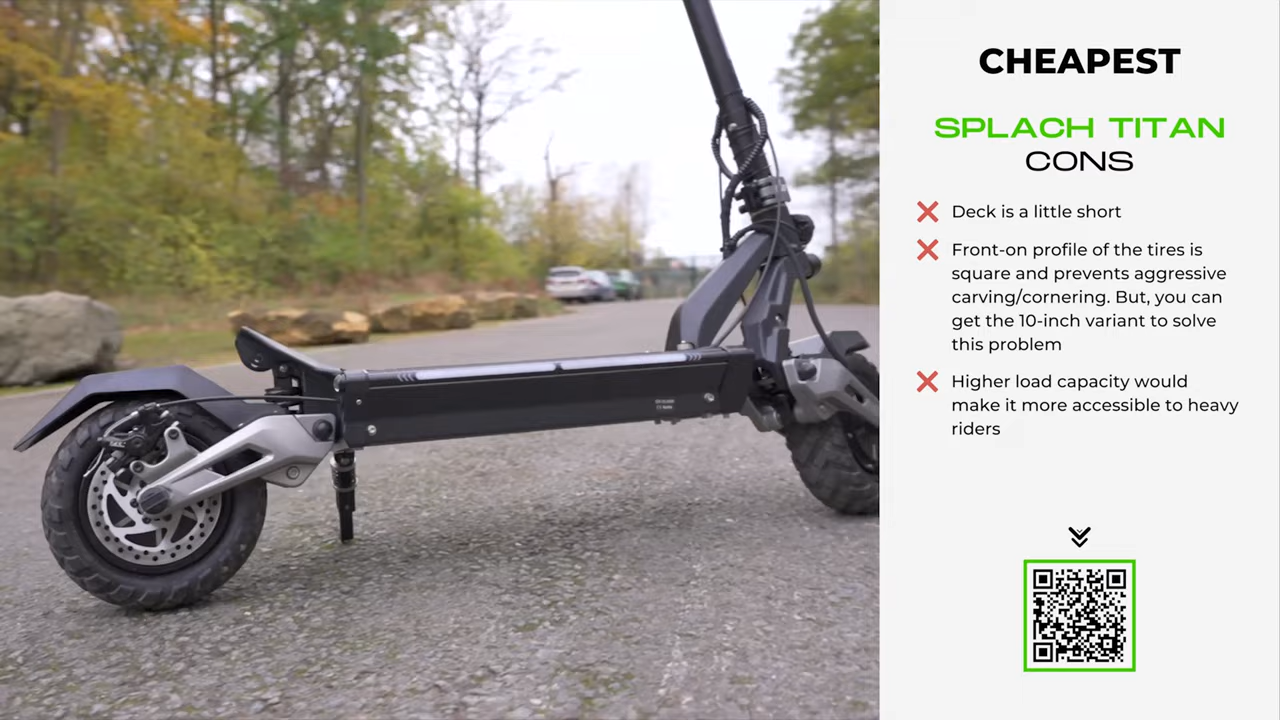 CHEAPEST
SPLACH TITAN
CONS
Deck is a little short
Front-on profile of the tires is
square and prevents aggressive
carving/cornering. But, you can
get the 10-inch variant to solve
this problem
Higher load capacity would
make it more accessible to heavy
riders